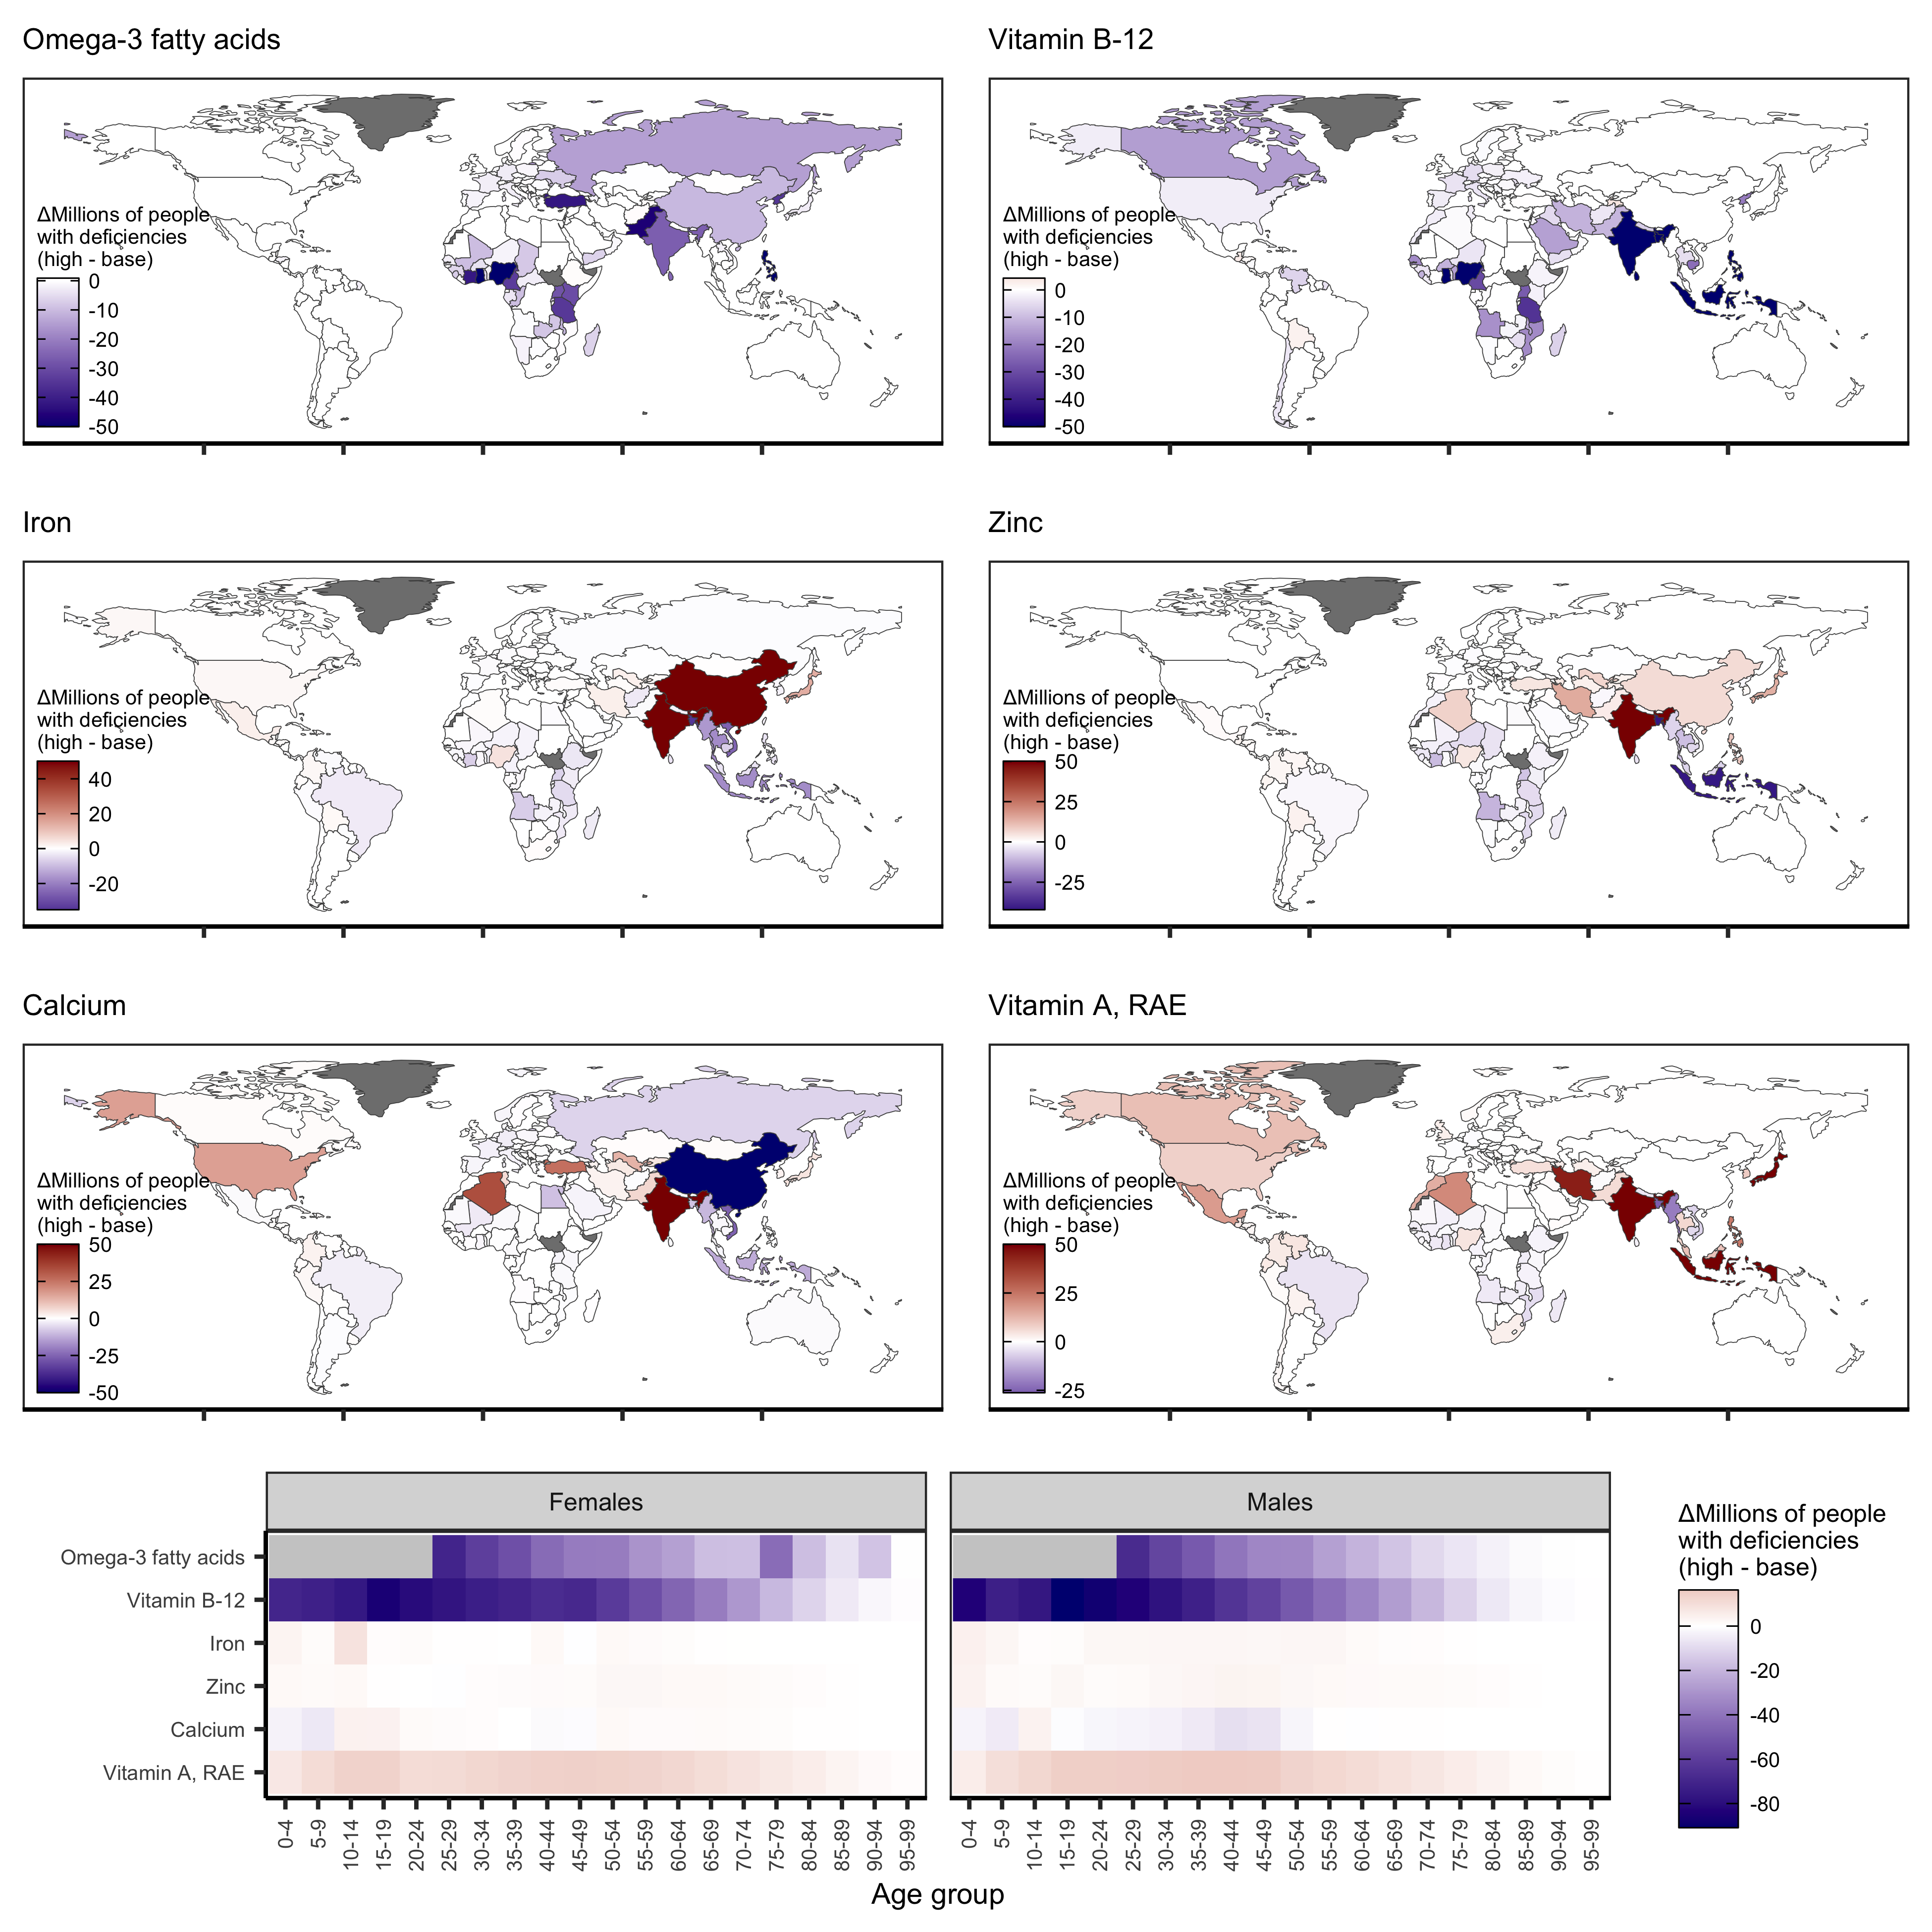 Omega-3 fatty acids
ΔMillions of people
with deficiencies
(high - base)
0
-10
-20
-30
-40
-50
Vitamin B-12
ΔMillions of people
with deficiencies
(high - base)
0
-10
-20
-30
-40
-50
Iron
ΔMillions of people
with deficiencies
(high - base)
40
20
0
-20
Zinc
ΔMillions of people
with deficiencies
(high - base)
50
25
0
-25
Calcium
ΔMillions of people
with deficiencies
(high - base)
50
25
0
-25
-50
Vitamin A, RAE
ΔMillions of people
with deficiencies
(high - base)
50
25
0
-25
Females
Males
Omega-3 fatty acids
Vitamin B-12
Iron
Zinc
Calcium
Vitamin A, RAE
0-4
5-9
10-14
15-19
20-24
25-29
30-34
35-39
40-44
45-49
50-54
55-59
60-64
65-69
70-74
75-79
80-84
85-89
90-94
95-99
0-4
5-9
10-14
15-19
20-24
25-29
30-34
35-39
40-44
45-49
50-54
55-59
60-64
65-69
70-74
75-79
80-84
85-89
90-94
95-99
Age group
ΔMillions of people
with deficiencies
(high - base)
0
-20
-40
-60
-80